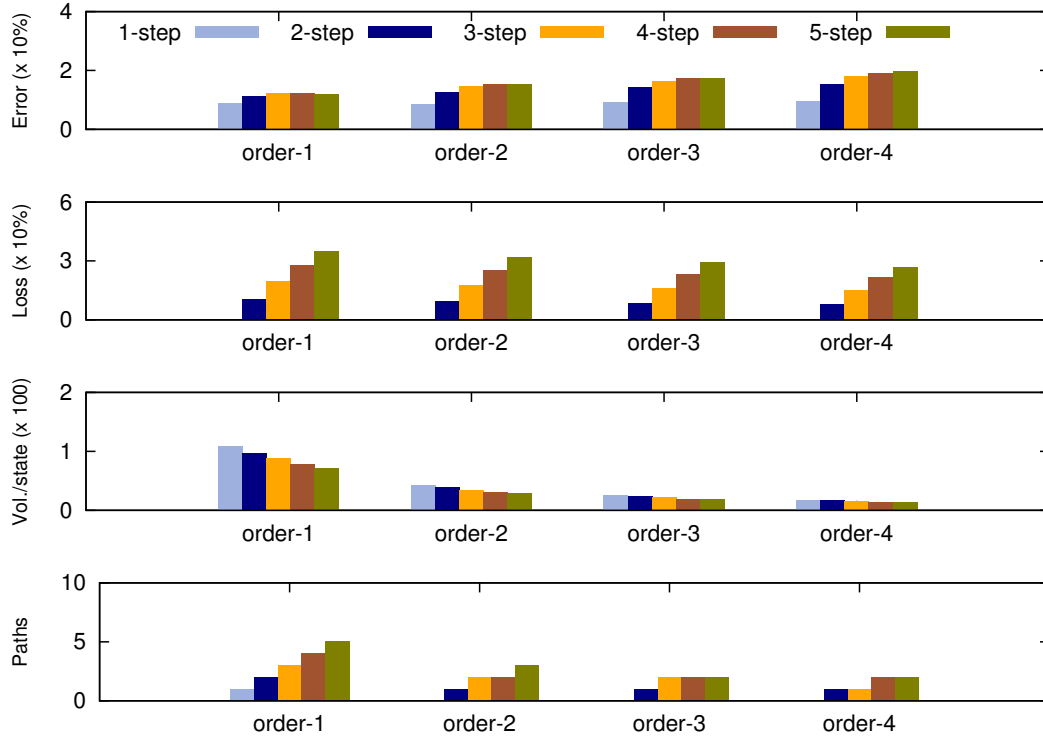 Error (x 10%)
4
2
0
1-step 2-step 3-step 4-step 5-step
order-1 order-2 order-3 order-4
Loss (x 10%)
6
3
0
order-1 order-2 order-3 order-4
Vol./state (x 100)
2
1
0
order-1 order-2 order-3 order-4
Paths
10
5
0
order-1 order-2 order-3 order-4